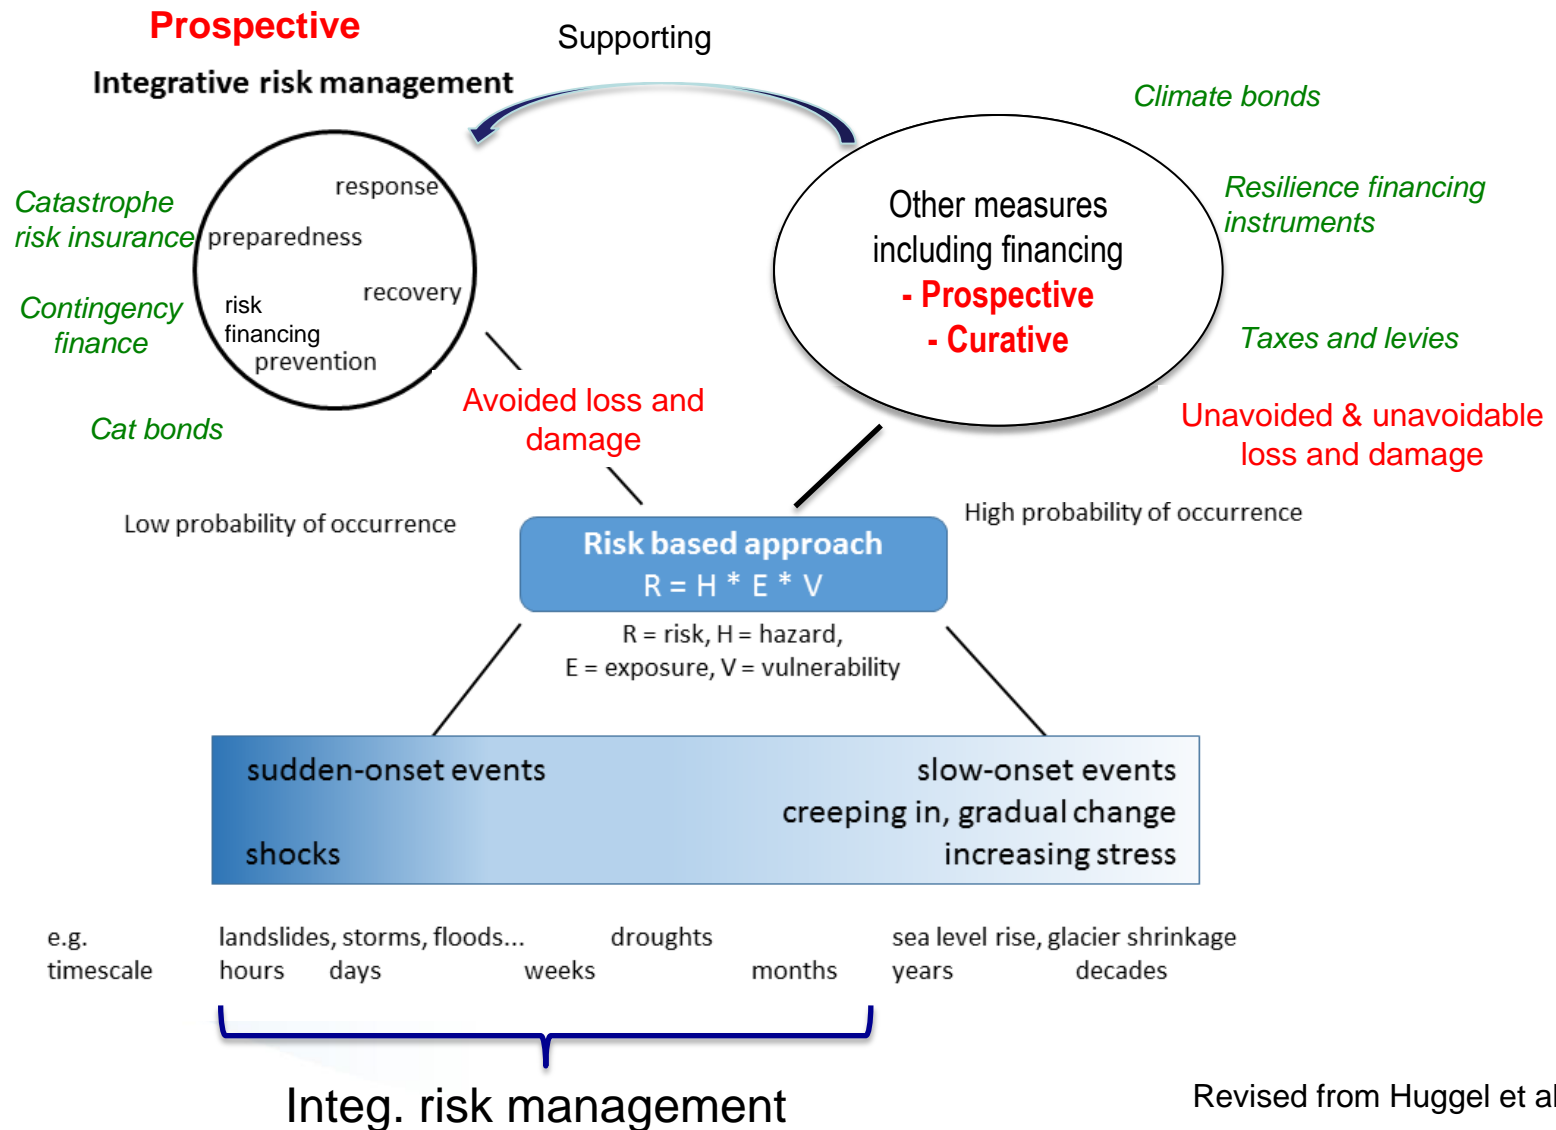 Prospective
Supporting
Integrative risk management
Climate bonds
response
Catastrophe
risk insurance
preparedness
recovery
Contingency
finance
risk
financing
prevention
Cat bonds
Other measures
including financing
- Prospective
- Curative
Resilience financing
instruments
Taxes and levies
Avoided loss and
damage
Unavoided & unavoidable
loss and damage
Low probability of occurrence
High probability of occurrence
Risk based approach
R = H * E * V
R = risk, H = hazard,
E = exposure, V = vulnerability
sudden-onset events
slow-onset events
creeping in, gradual change
shocks
increasing stress
e.g. landslides, storms, floods... droughts sea level rise, glacier shrinkage
timescale hours days weeks months years decades
Integ. risk management
Revised from Huggel et al